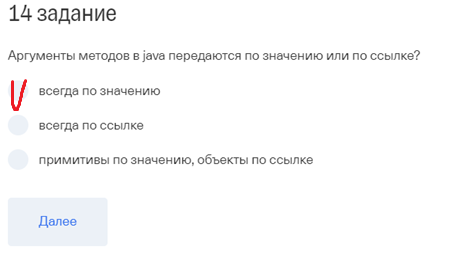 14 задание
Аргументы методов в java передаются по значению или по ссылке?
всегда по значению
всегда по ссылке
примитивы по значению, объекты по ссылке
Далее